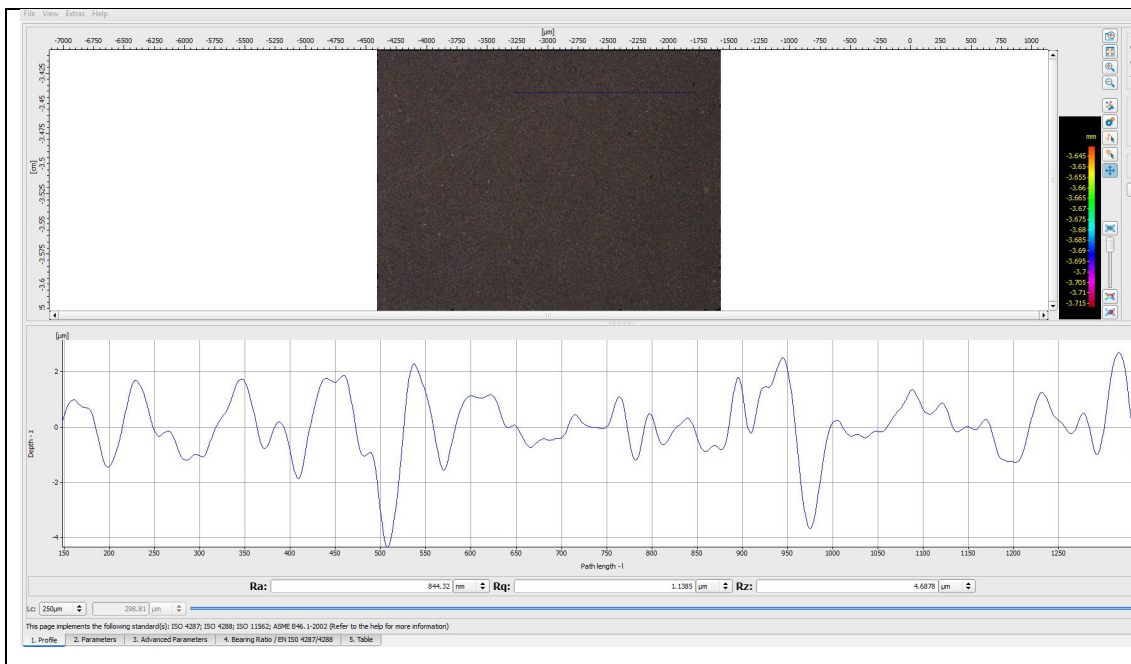 File View Extras Help
[µm]
-7000 -6750 -6500 -6250 -6000 -5750 -5500 -5250 -5000 -4750 -4500 -4250 -4000 -3750 -3500 -3250 -3000 -2750 -2500 -2250 -2000 -1750 -1500 -1250 -1000 -750 -500 -250 0 250 500 750 1000
[cm]
-3.425
-3.45
-3.475
-3.5
-3.525
-3.55
-3.575
-3.6
mm
-3.645
-3.65
-3.655
-3.66
-3.665
-3.67
-3.675
-3.68
-3.685
-3.69
-3.695
-3.7
-3.705
-3.71
-3.715
[µm]
Depth - z
2
0
-2
-4
150 200 250 300 350 400 450 500 550 600 650 700 750 800 850 900 950 1000 1050 1100 1150 1200 1250
Path length - l
Ra: 844.32 nm Rq: 1.1385 µm Rz: 4.6878 µm
Lc: 250µm 298.81 µm
This page implements the following standard(s): ISO 4287; ISO 4288; ISO 11562; ASME B46.1-2002 (Refer to the help for more information)
1. Profile 2. Parameters 3. Advanced Parameters 4. Bearing Ratio / EN ISO 4287/4288 5. Table